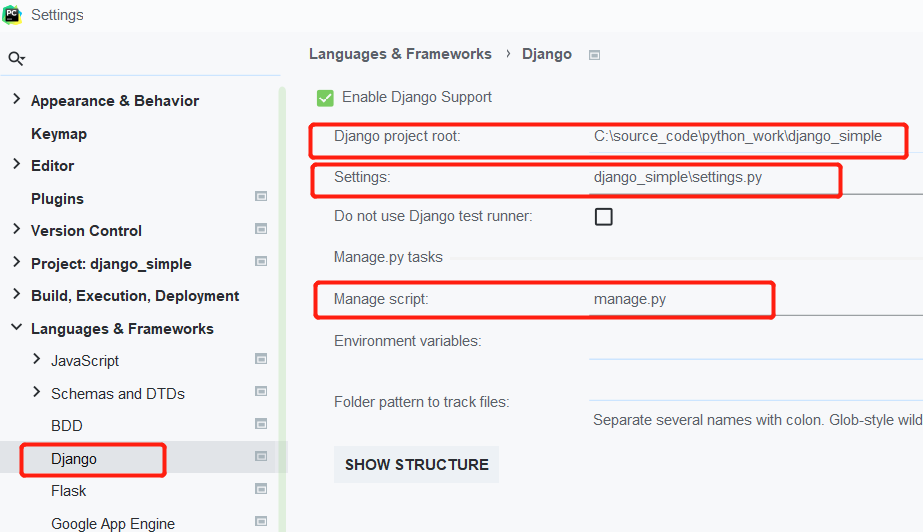 PC
Settings
Languages & Frameworks › Django
Appearance & Behavior
Enable Django Support
Keymap
Django project root: C:\source_code\python_work\django_simple
Editor
Settings: django_simple\settings.py
Plugins
Do not use Django test runner:
Version Control
Manage.py tasks
Project: django_simple
Build, Execution, Deployment
Manage script: manage.py
Languages & Frameworks
Environment variables:
JavaScript
Schemas and DTDs
Folder pattern to track files:
BDD
Separate several names with colon. Glob-style wild
Django
SHOW STRUCTURE
Flask
Google App Engine